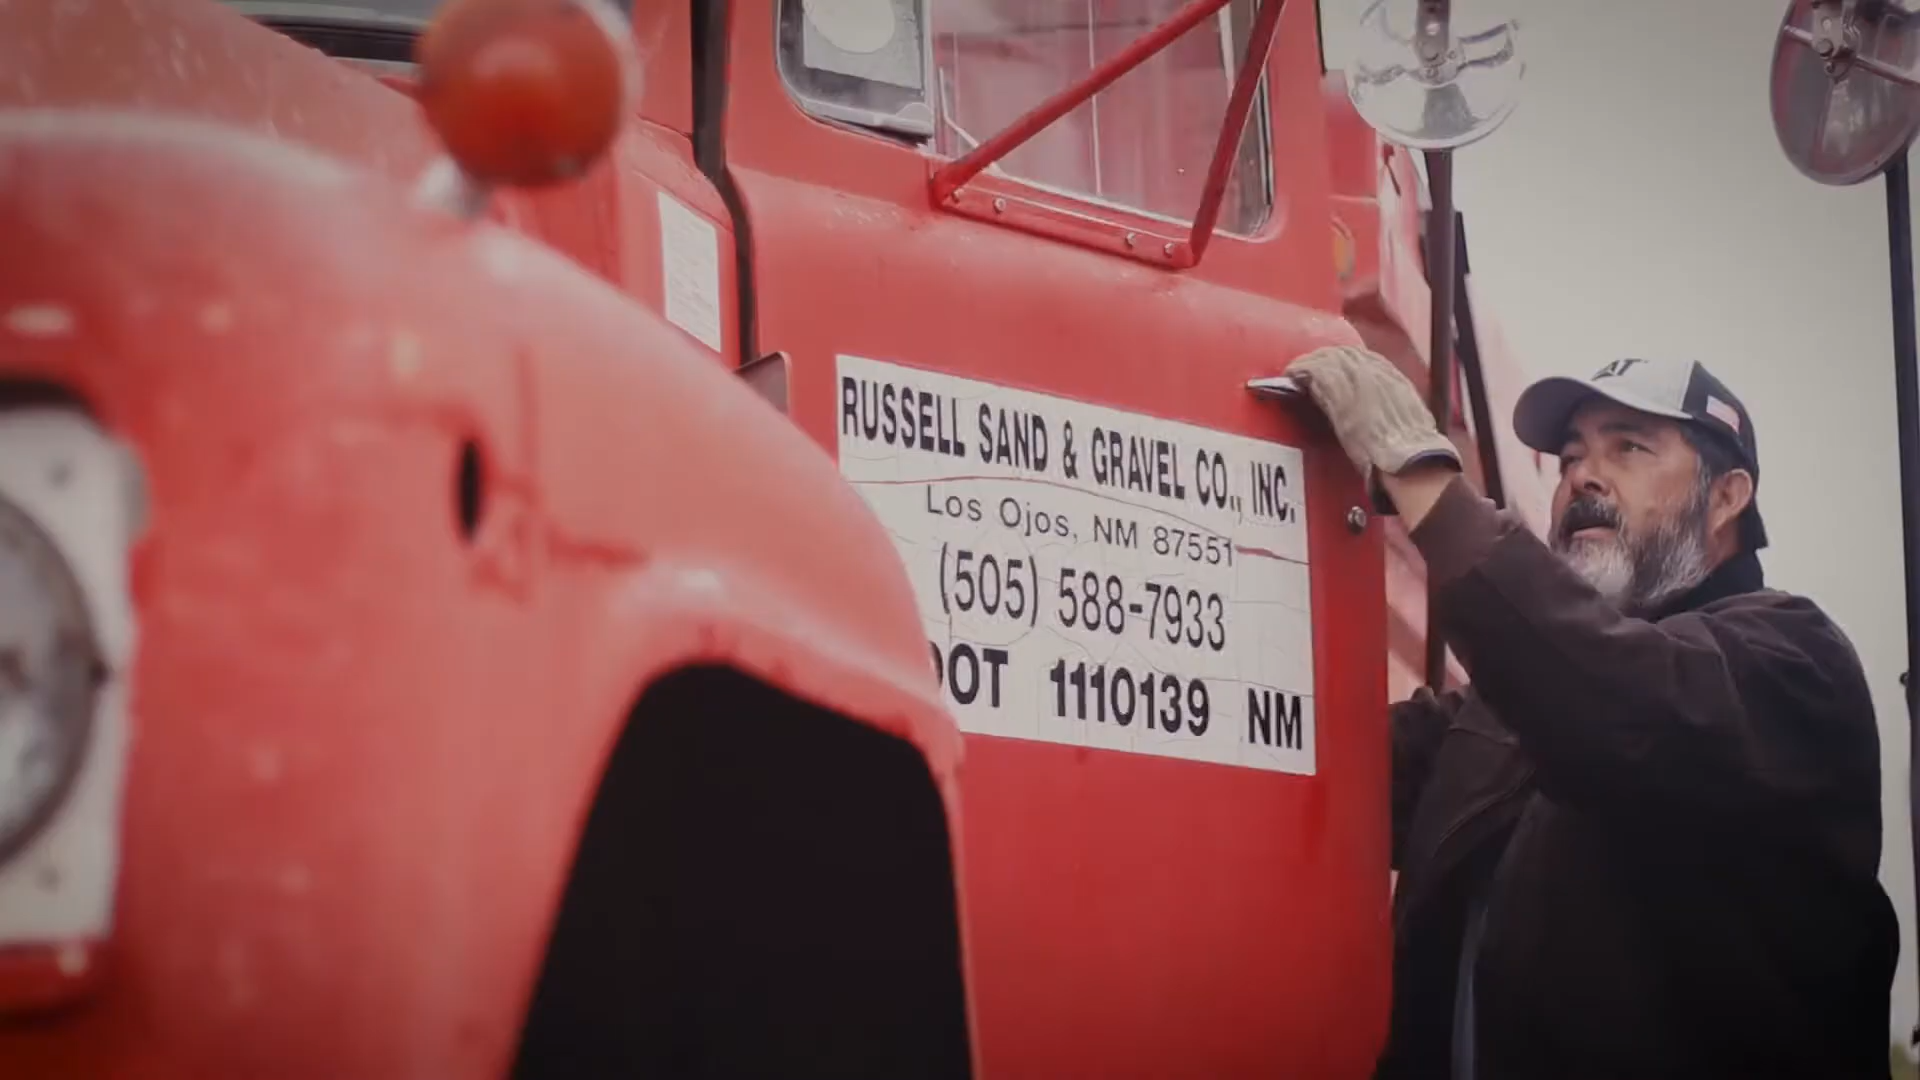 RUSSELL SAND & GRAVEL CO., INC.
Los Ojos, NM 87551
(505) 588-7933
DOT 1110139 NM